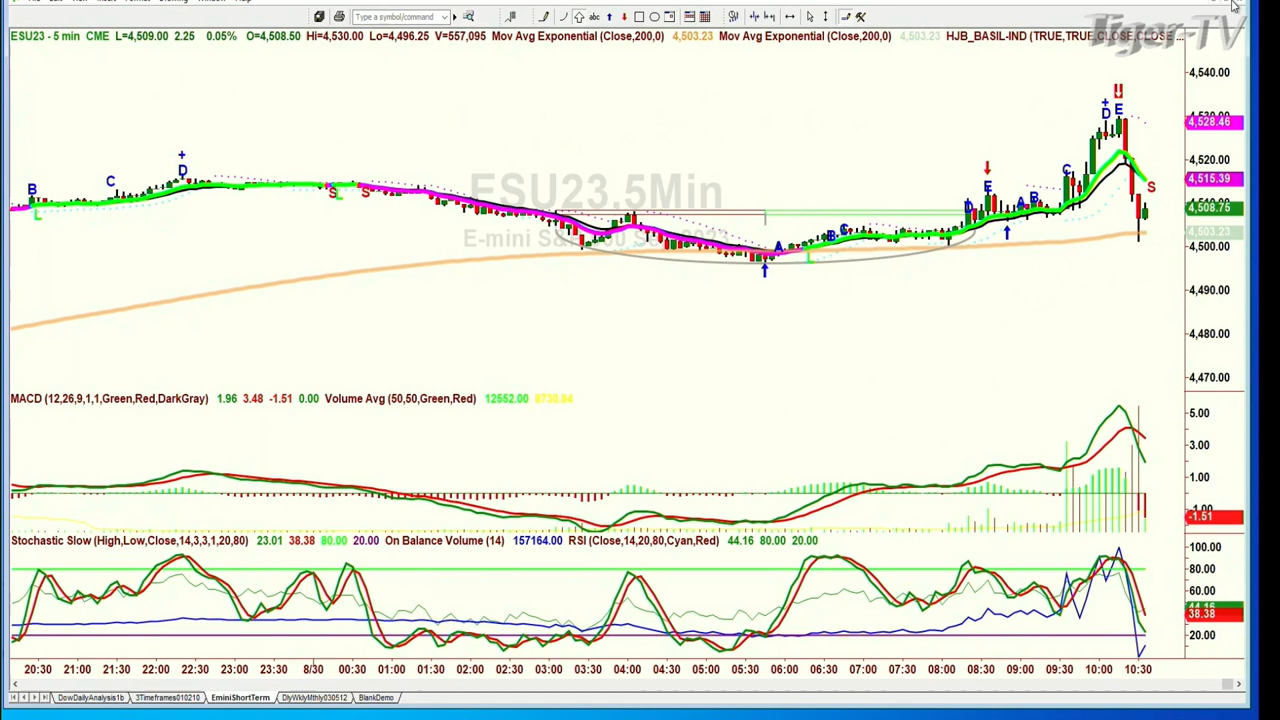 Type a symbol/command
abc
Tiger-TV
ESU23 - 5 min CME L=4,509.00 2.25 0.05% O=4,508.50 Hi=4,530.00 Lo=4,496.25 V=557,095 Mov Avg Exponential (Close,200,0) 4,503.23 Mov Avg Exponential (Close,200,0) 4,503.23 HJB_BASIL-IND (TRUE,TRUE,CLOSE,CLOSE ...
4,540.00
D E
4,528.46
4,520.00
B C D
C
ESU23,5Min
4,515.39
S L S
E
S
D
A B
4,508.75
E-mini S&P 500 Sep 2023
A B C
4,503.23
L
L
4,500.00
4,490.00
4,480.00
4,470.00
MACD (12,26,9,1,1,Green,Red,DarkGray) 1.96 3.48 -1.51 0.00 Volume Avg (50,50,Green,Red) 12552.00
5.00
3.00
1.00
-1.51
Stochastic Slow (High,Low,Close,14,3,3,1,20,80) 23.01 38.38 80.00 20.00 On Balance Volume (14) 157164.00 RSI (Close,14,20,80,Cyan,Red) 44.16 80.00 20.00
100.00
80.00
60.00
44.16
38.38
20.00
20:30 21:00 21:30 22:00 22:30 23:00 23:30 8/30 00:30 01:00 01:30 02:00 02:30 03:00 03:30 04:00 04:30 05:00 05:30 06:00 06:30 07:00 07:30 08:00 08:30 09:00 09:30 10:00 10:30
DowDailyAnalysis1b 3Timeframes010210 EminiShortTerm DlyWklyMthly030512 BlankDemo